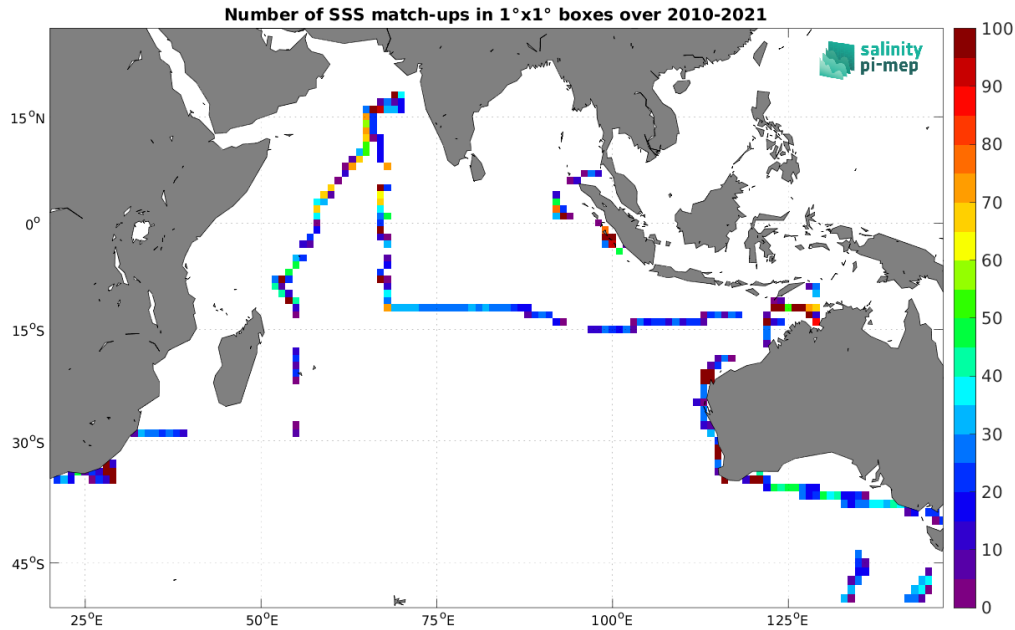 Number of SSS match-ups in 1°x1° boxes over 2010-2021
salinity
pi-mep
100
90
80
70
60
50
40
30
20
10
0
15°N
0°
15°S
30°S
45°S
25°E
50°E
75°E
100°E
125°E